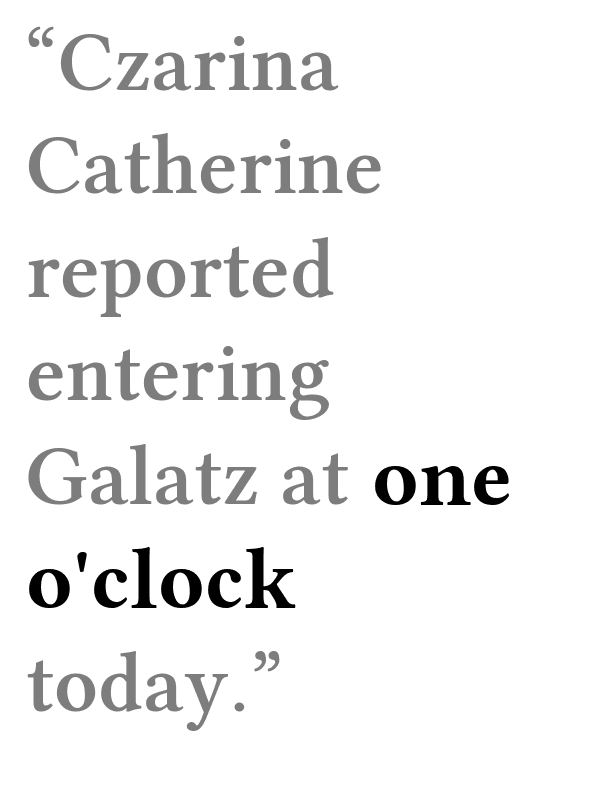 “Czarina
Catherine
reported
entering
Galatz at one
o'clock
today.”